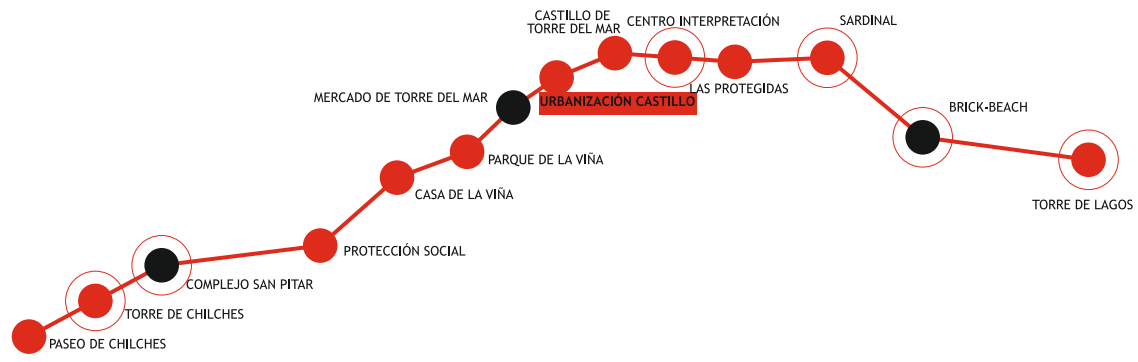 CASTILLO DE
TORRE DEL MAR
CENTRO INTERPRETACIÓN
SARDINAL
MERCADO DE TORRE DEL MAR
URBANIZACIÓN CASTILLO
LAS PROTEGIDAS
BRICK-BEACH
PARQUE DE LA VIÑA
CASA DE LA VIÑA
TORRE DE LAGOS
PROTECCIÓN SOCIAL
COMPLEJO SAN PITAR
TORRE DE CHILCHES
PASEO DE CHILCHES